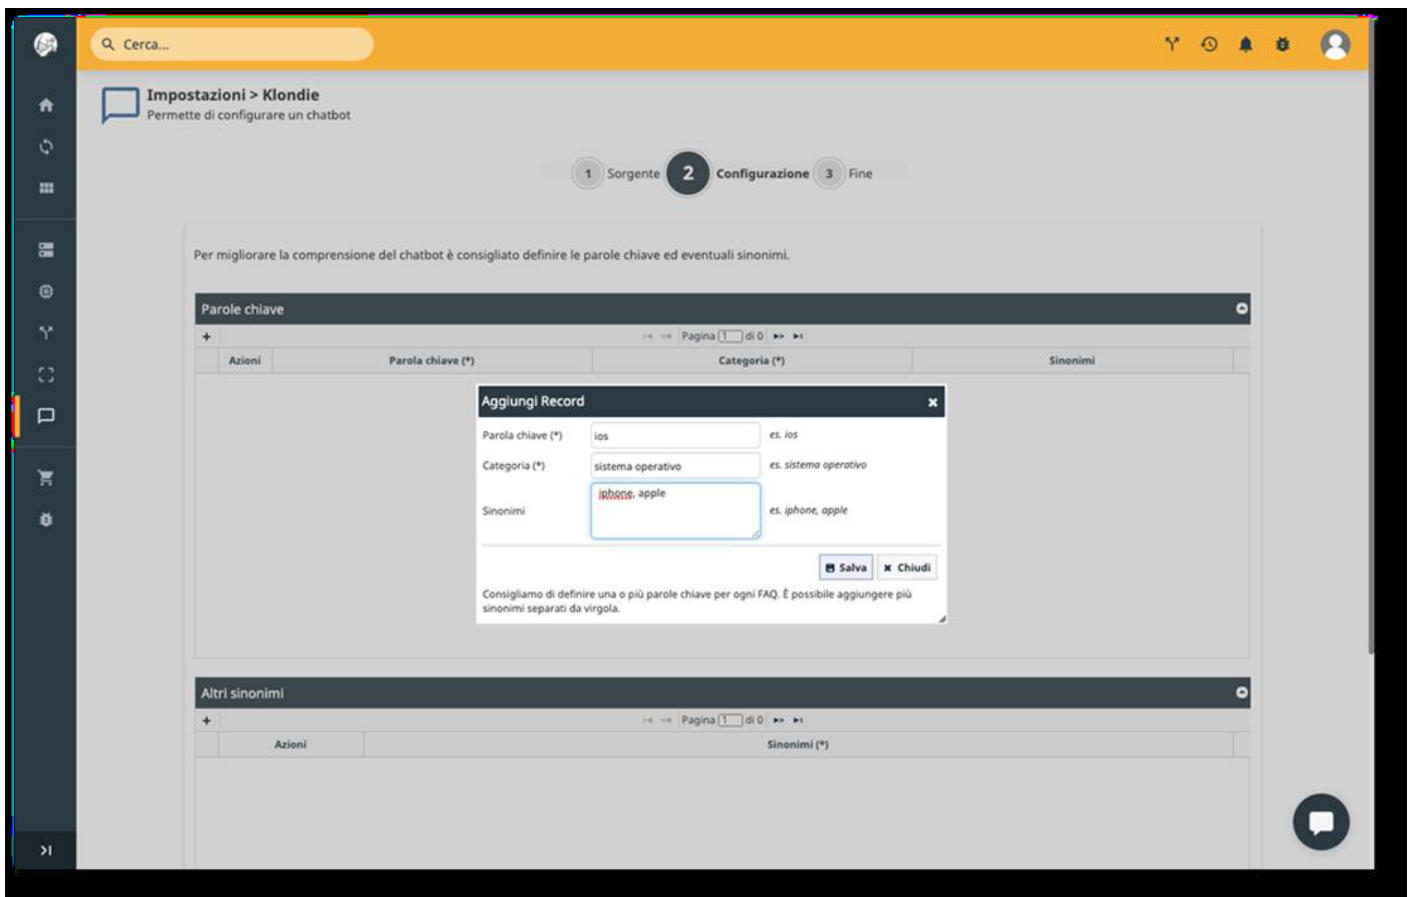 Cerca...
Impostazioni > Klondie
Permette di configurare un chatbot
1 Sorgente 2 Configurazione 3 Fine
Per migliorare la comprensione del chatbot è consigliato definire le parole chiave ed eventuali sinonimi.
Parole chiave
+ Pagina 1 di 0
Azioni Parola chiave (*) Categoria (*) Sinonimi
Aggiungi Record
Parola chiave (*) ios es. ios
Categoria (*) sistema operativo es. sistema operativo
iphone, apple
Sinonimi es. iphone, apple
Salva Chiudi
Consigliamo di definire una o più parole chiave per ogni FAQ. È possibile aggiungere più
sinonimi separati da virgola.
Altri sinonimi
+ Pagina 1 di 0
Azioni Sinonimi (*)